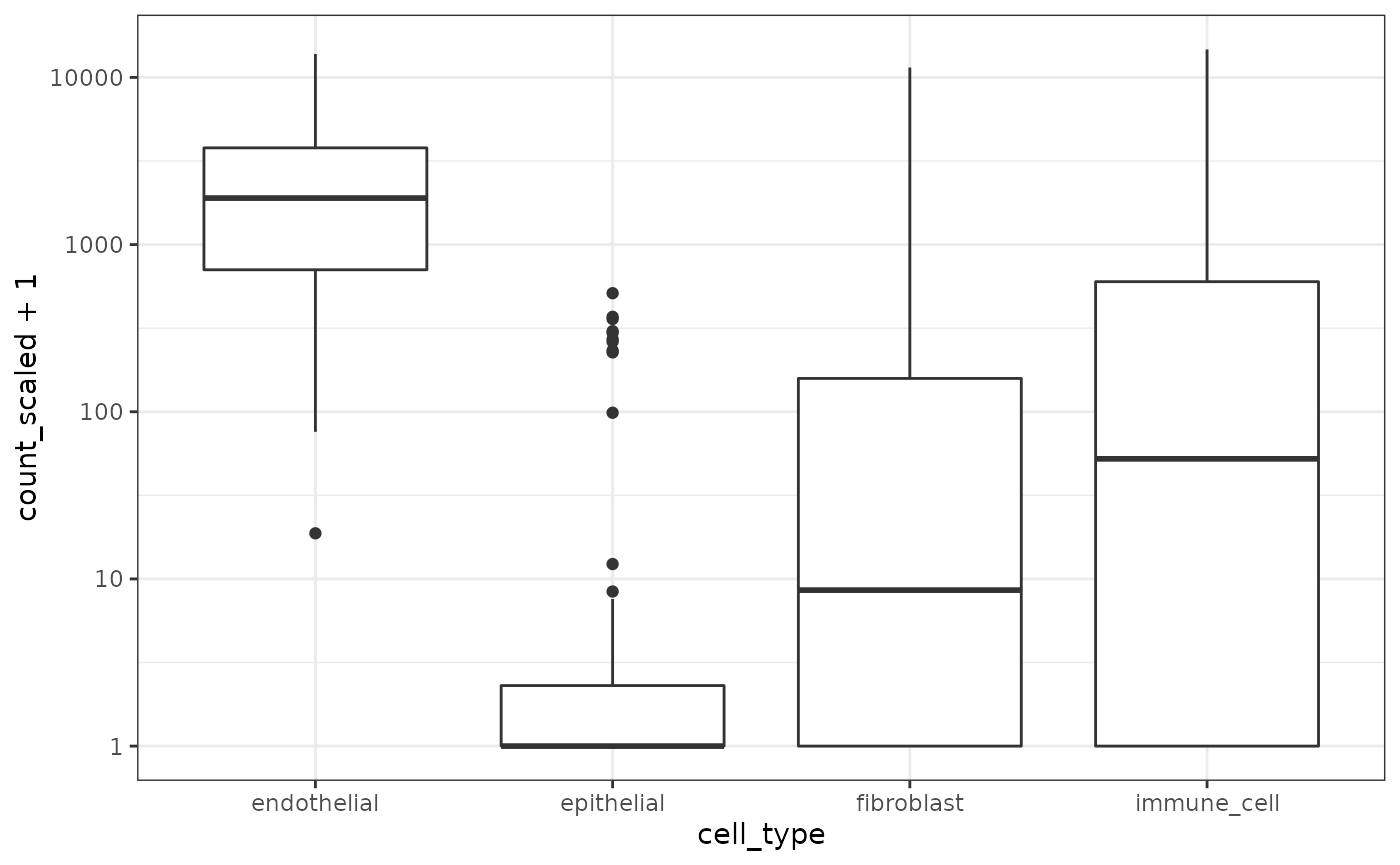 10000
1000
100
10
1
count_scaled + 1
endothelial epithelial fibroblast immune_cell
cell_type